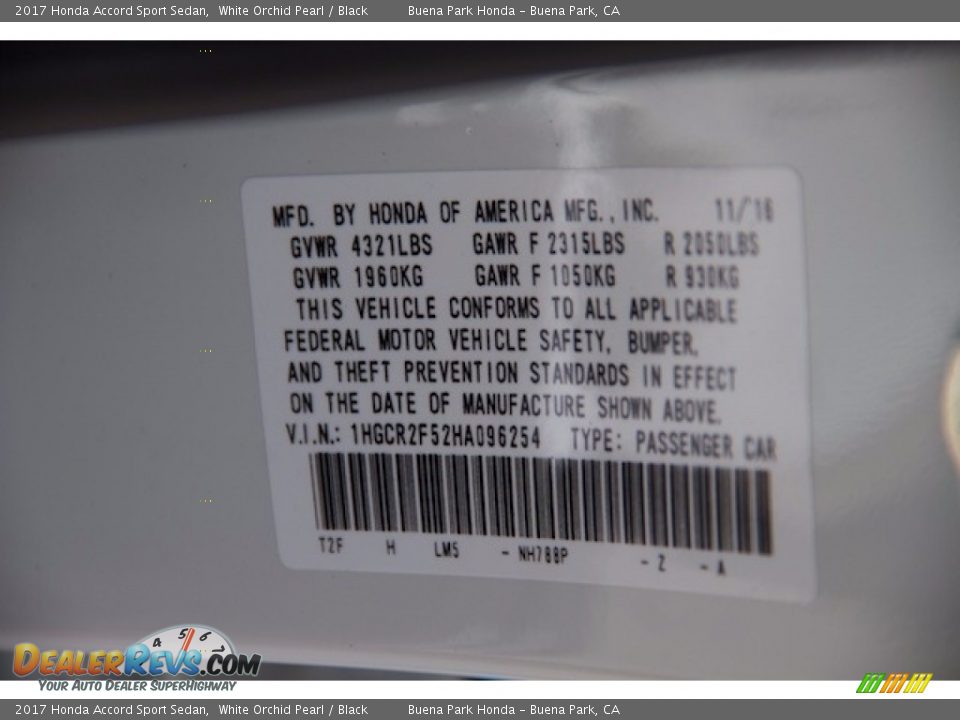 2017 Honda Accord Sport Sedan, White Orchid Pearl / Black Buena Park Honda - Buena Park, CA
MFD. BY HONDA OF AMERICA MFG., INC. 11/16
GVWR 4321LBS GAWR F 2315LBS R 2050LBS
GVWR 1960KG GAWR F 1050KG R 930KG
THIS VEHICLE CONFORMS TO ALL APPLICABLE
FEDERAL MOTOR VEHICLE SAFETY, BUMPER,
AND THEFT PREVENTION STANDARDS IN EFFECT
ON THE DATE OF MANUFACTURE SHOWN ABOVE.
V.I.N.: 1HGCR2F52HA096254 TYPE: PASSENGER CAR
T2F H LM5 - NH788P - Z - A
4 5 6
DEALERREVS.COM
YOUR AUTO DEALER SUPERHIGHWAY
2017 Honda Accord Sport Sedan, White Orchid Pearl / Black Buena Park Honda - Buena Park, CA